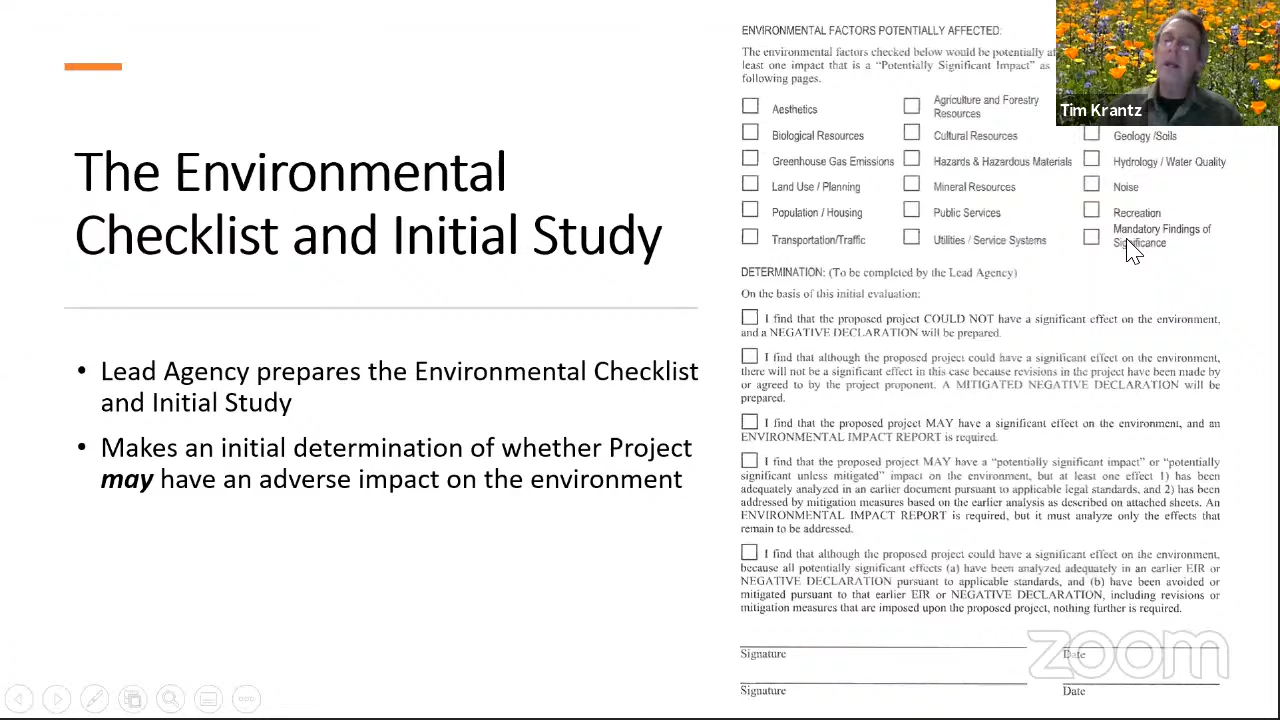 The Environmental
Checklist and Initial Study
• Lead Agency prepares the Environmental Checklist
and Initial Study
• Makes an initial determination of whether Project
may have an adverse impact on the environment
ENVIRONMENTAL FACTORS POTENTIALLY AFFECTED:
The environmental factors checked below would be potentially
least one impact that is a “Potentially Significant Impact” as
following pages.
Aesthetics
Agriculture and Forestry
Resources
Biological Resources
Cultural Resources
Geology /Soils
Greenhouse Gas Emissions
Hazards & Hazardous Materials
Hydrology / Water Quality
Land Use / Planning
Mineral Resources
Noise
Population / Housing
Public Services
Recreation
Transportation/Traffic
Utilities / Service Systems
Mandatory Findings of
Significance
DETERMINATION: (To be completed by the Lead Agency)
On the basis of this initial evaluation:
I find that the proposed project COULD NOT have a significant effect on the environment,
and a NEGATIVE DECLARATION will be prepared.
I find that although the proposed project could have a significant effect on the environment,
there will not be a significant effect in this case because revisions in the project have been made by
or agreed to by the project proponent. A MITIGATED NEGATIVE DECLARATION will be
prepared.
I find that the proposed project MAY have a significant effect on the environment, and an
ENVIRONMENTAL IMPACT REPORT is required.
I find that the proposed project MAY have a “potentially significant impact” or “potentially
significant unless mitigated” impact on the environment, but at least one effect 1) has been
adequately analyzed in an earlier document pursuant to applicable legal standards, and 2) has been
addressed by mitigation measures based on the earlier analysis as described on attached sheets. An
ENVIRONMENTAL IMPACT REPORT is required, but it must analyze only the effects that
remain to be addressed.
I find that although the proposed project could have a significant effect on the environment,
because all potentially significant effects (a) have been analyzed adequately in an earlier EIR or
NEGATIVE DECLARATION pursuant to applicable standards, and (b) have been avoided or
mitigated pursuant to that earlier EIR or NEGATIVE DECLARATION, including revisions or
mitigation measures that are imposed upon the proposed project, nothing further is required.
Signature
Date
Signature
Date
Tim Krantz
zoom